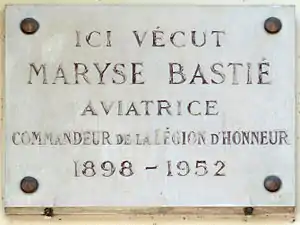 ICI VÉCUT
MARYSE BASTIÉ
AVIATRICE
COMMANDEUR DE LA LÉGION D'HONNEUR
1898 - 1952